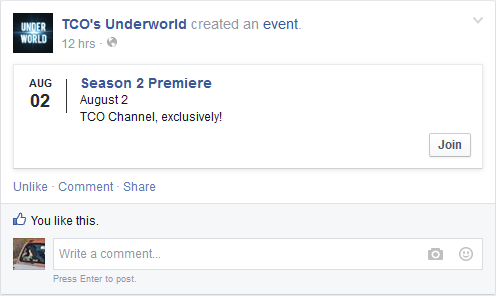 UNDER
WORLD
TCO's Underworld created an event.
12 hrs ·
AUG
02
Season 2 Premiere
August 2
TCO Channel, exclusively!
Join
Unlike · Comment · Share
You like this.
Write a comment...
Press Enter to post.